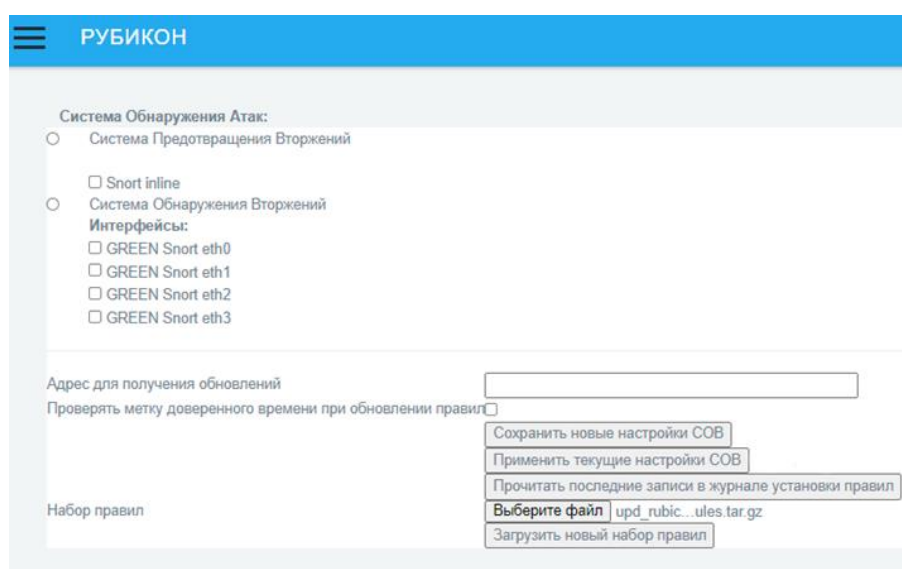 РУБИКОН
Система Обнаружения Атак:
Система Предотвращения Вторжений
Snort inline
Система Обнаружения Вторжений
Интерфейсы:
GREEN Snort eth0
GREEN Snort eth1
GREEN Snort eth2
GREEN Snort eth3
Адрес для получения обновлений
Проверять метку доверенного времени при обновлении правил
Сохранить новые настройки СОВ
Применить текущие настройки СОВ
Прочитать последние записи в журнале установки правил
Набор правил Выберите файл upd_rubic...ules.tar.gz
Загрузить новый набор правил